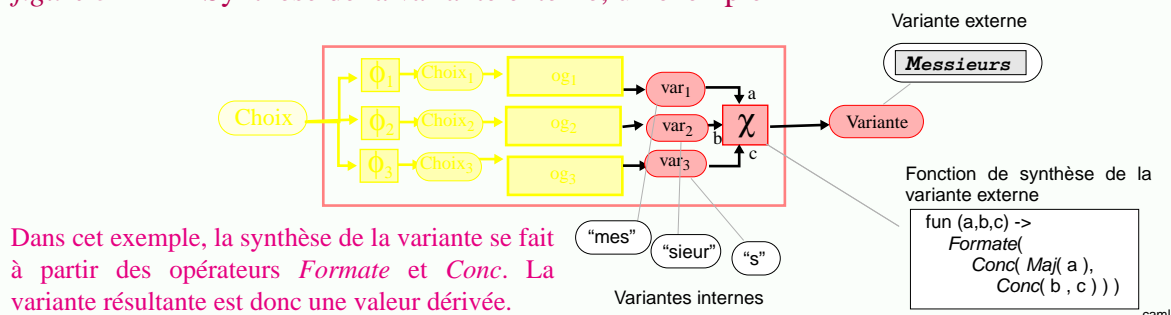 Variante externe
Messieurs
Choix
ϕ1
Choix1
og1
var1
a
ϕ2
Choix2
og2
var2
b
χ
Variante
ϕ3
Choix3
og3
var3
c
Fonction de synthèse de la
variante externe
fun (a,b,c) ->
Formate(
Conc( Maj( a ),
Conc( b , c ) ) )
Dans cet exemple, la synthèse de la variante se fait
à partir des opérateurs Formate et Conc. La
variante résultante est donc une valeur dérivée.
“mes”
“sieur”
“s”
Variantes internes